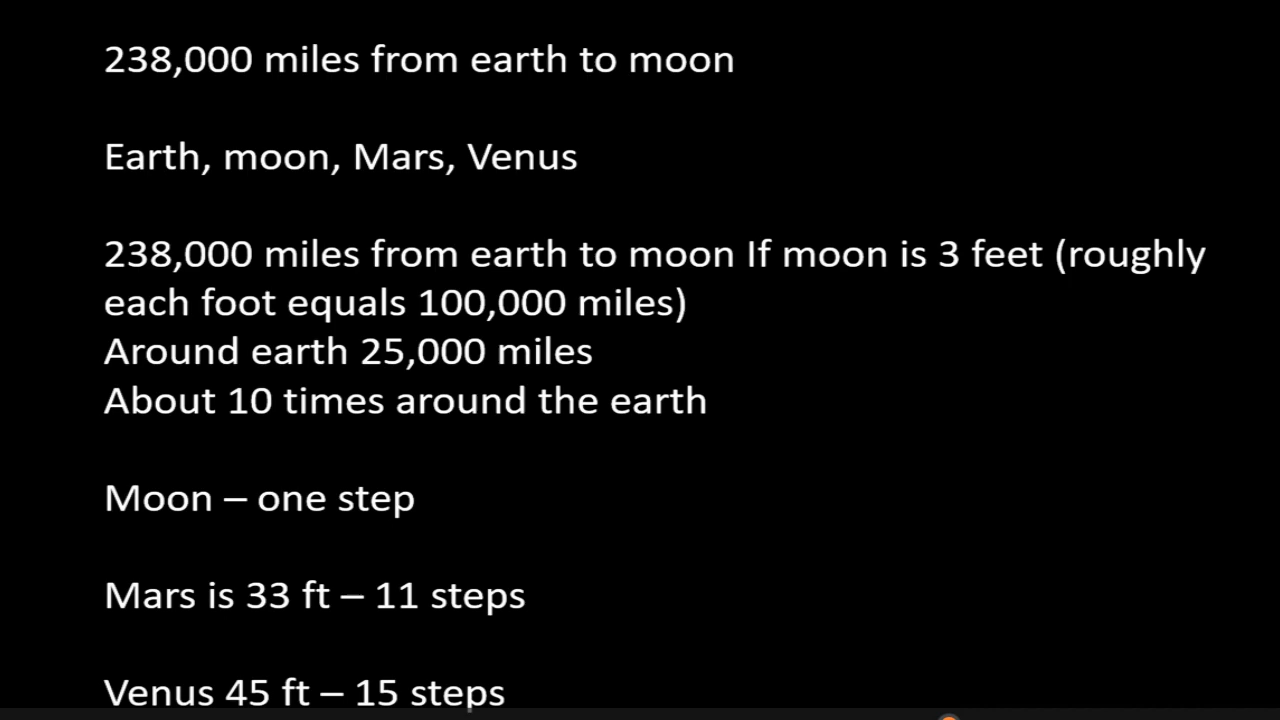 238,000 miles from earth to moon
Earth, moon, Mars, Venus
238,000 miles from earth to moon If moon is 3 feet (roughly
each foot equals 100,000 miles)
Around earth 25,000 miles
About 10 times around the earth
Moon – one step
Mars is 33 ft – 11 steps
Venus 45 ft – 15 steps